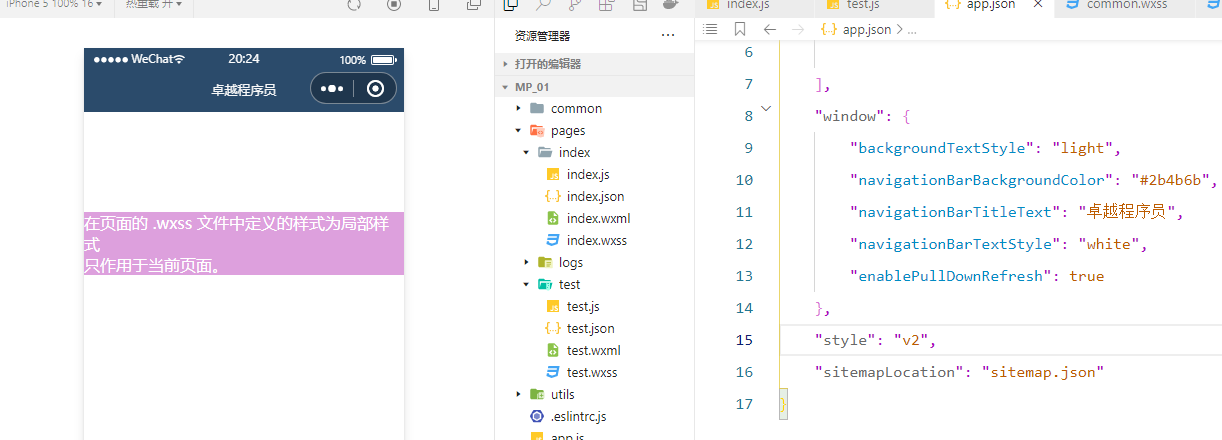 iPhone 5 100% 16
热重载 开
WeChat
20:24
100%
卓越程序员
在页面的 .wxss 文件中定义的样式为局部样
式
只作用于当前页面。
资源管理器
打开的编辑器
MP_01
common
pages
index
index.js
index.json
index.wxml
index.wxss
logs
test
test.js
test.json
test.wxml
test.wxss
utils
.eslintrc.js
app.js
index.js
test.js
app.json
common.wxss
app.json > ...
6
7 ],
8 "window": {
9 "backgroundTextStyle": "light",
10 "navigationBarBackgroundColor": "#2b4b6b",
11 "navigationBarTitleText": "卓越程序员",
12 "navigationBarTextStyle": "white",
13 "enablePullDownRefresh": true
14 },
15 "style": "v2",
16 "sitemapLocation": "sitemap.json"
17 }